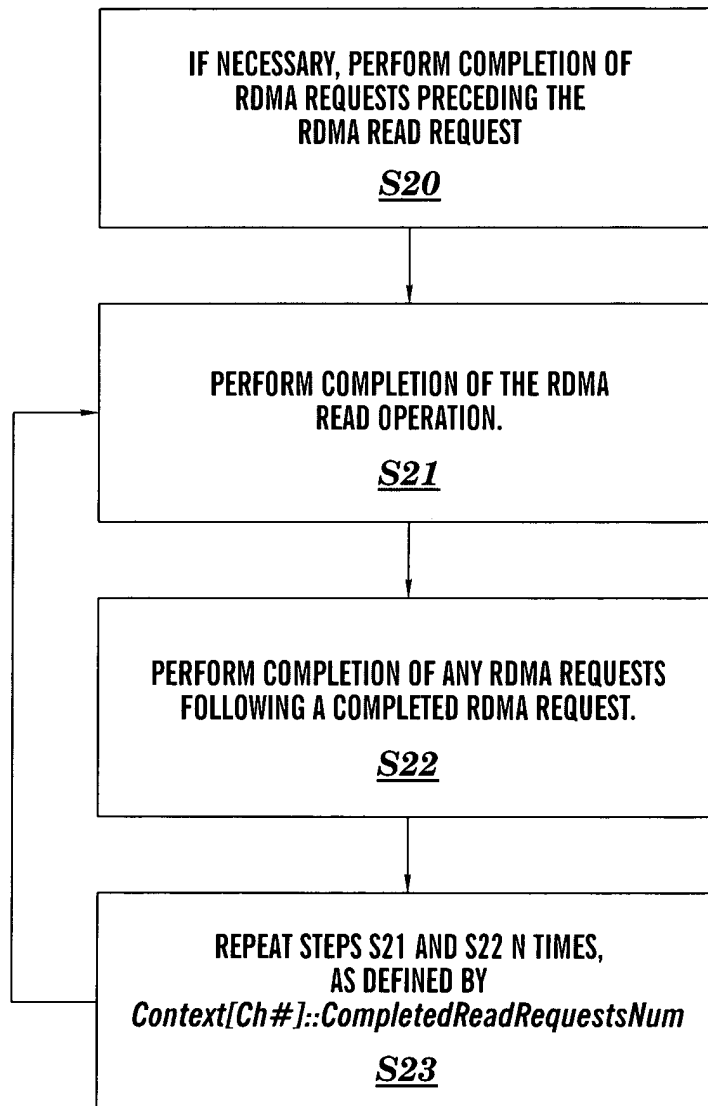 IF NECESSARY, PERFORM COMPLETION OF
RDMA REQUESTS PRECEDING THE
RDMA READ REQUEST
S20
PERFORM COMPLETION OF THE RDMA
READ OPERATION.
S21
PERFORM COMPLETION OF ANY RDMA REQUESTS
FOLLOWING A COMPLETED RDMA REQUEST.
S22
REPEAT STEPS S21 AND S22 N TIMES,
AS DEFINED BY
Context[Ch#]::CompletedReadRequestsNum
S23